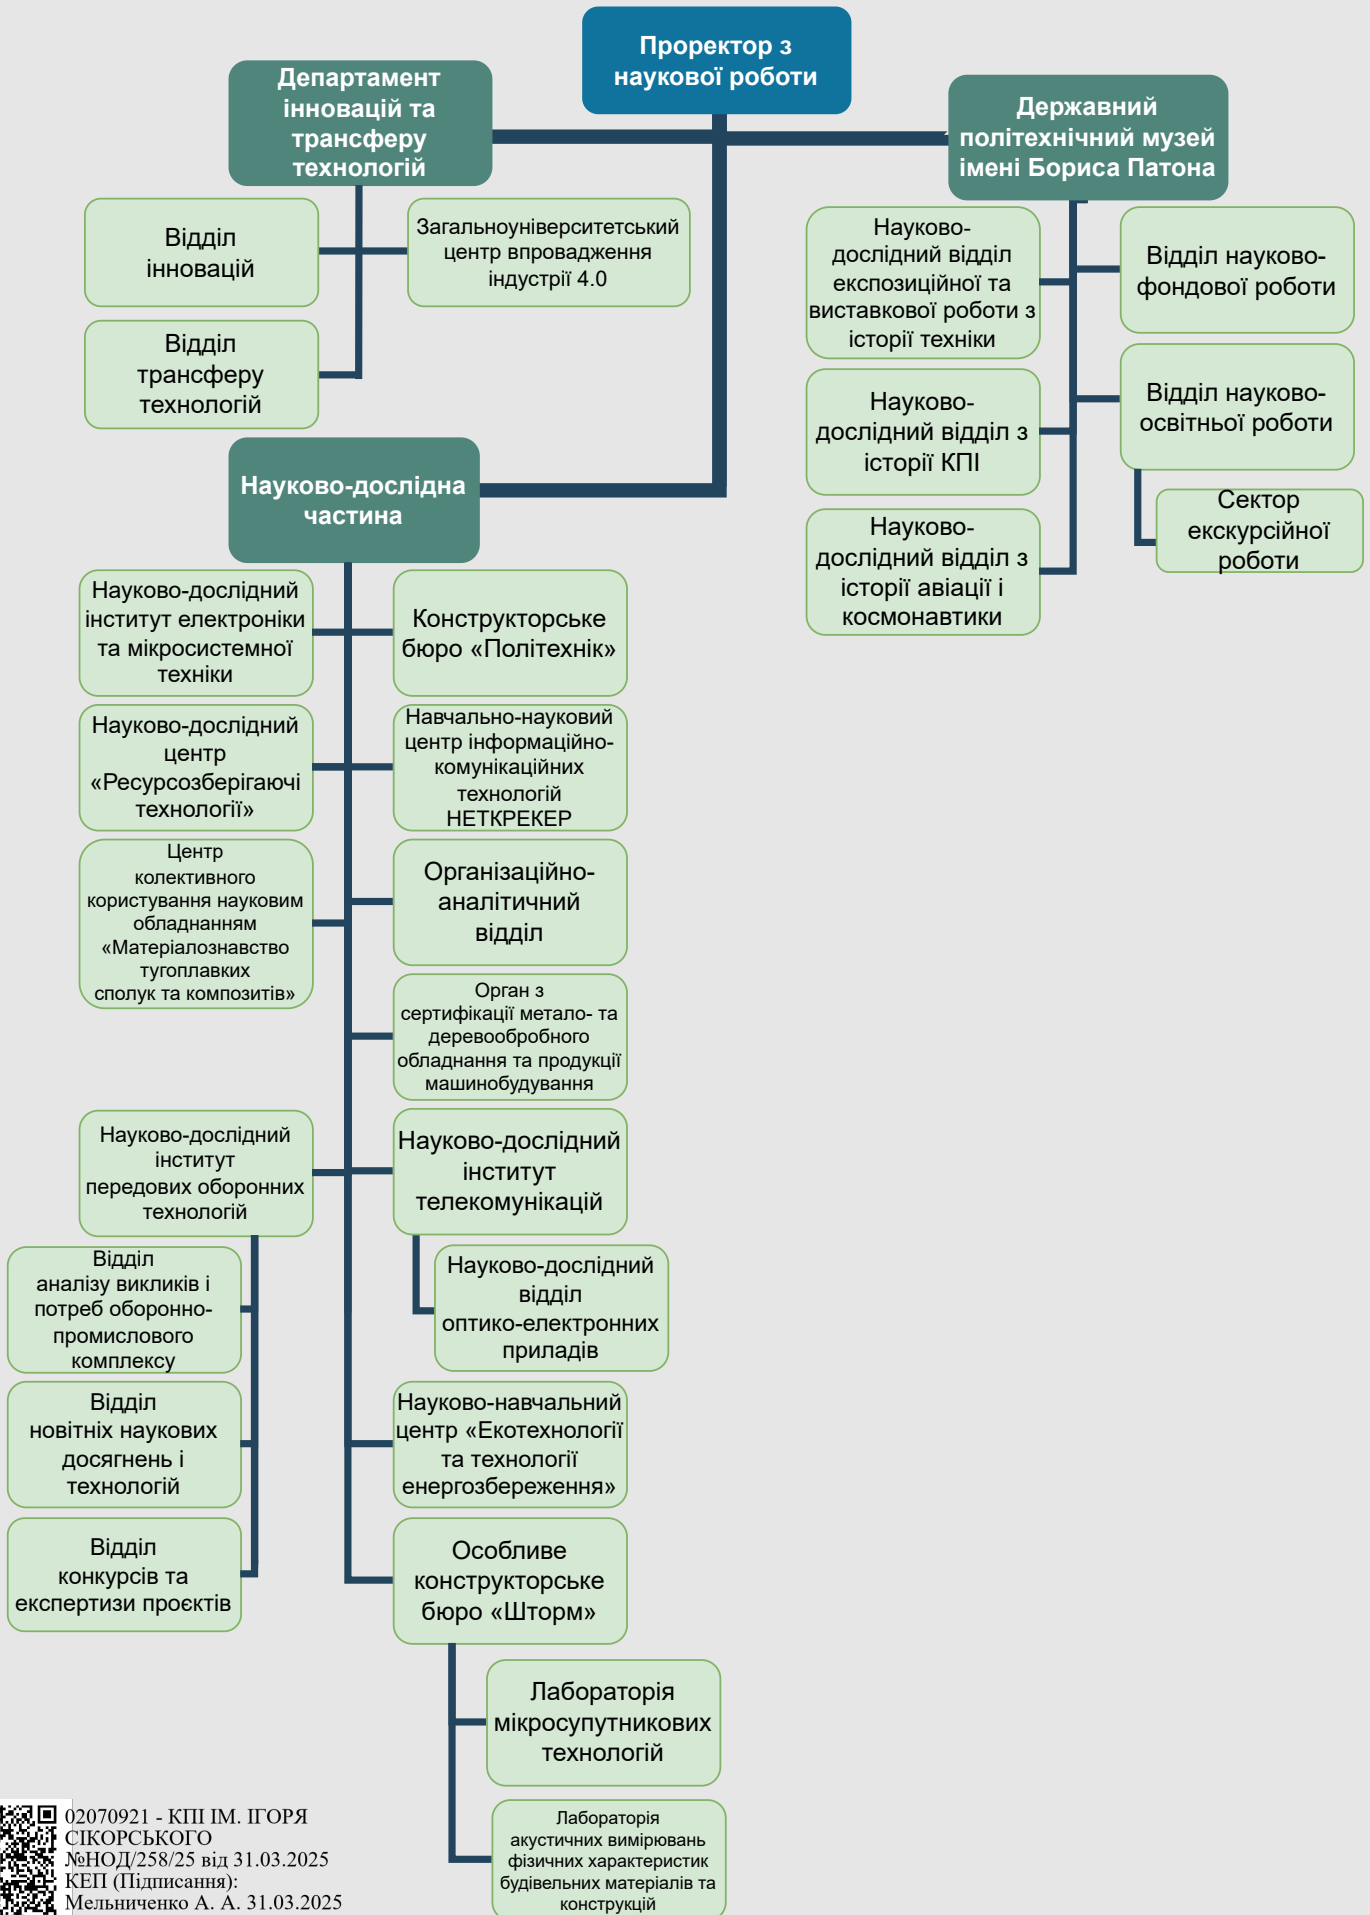 Проректор з
наукової роботи
Департамент
інновацій та
трансферу
технологій
Державний
політехнічний музей
імені Бориса Патона
Відділ
інновацій
Загальноуніверситетський
центр впровадження
індустрії 4.0
Відділ
трансферу
технологій
Науково-
дослідний відділ
експозиційної та
виставкової роботи з
історії техніки
Відділ науково-
фондової роботи
Науково-
дослідний відділ з
історії КПІ
Відділ науково-
освітньої роботи
Сектор
екскурсійної
роботи
Науково-
дослідний відділ з
історії авіації і
космонавтики
Науково-дослідна
частина
Науково-дослідний
інститут електроніки
та мікросистемної
техніки
Конструкторське
бюро «Політехнік»
Науково-дослідний
центр
«Ресурсозберігаючі
технології»
Навчально-науковий
центр інформаційно-
комунікаційних
технологій
НЕТКРЕКЕР
Центр
колективного
користування науковим
обладнанням
«Матеріалознавство
тугоплавких
сполук та композитів»
Організаційно-
аналітичний
відділ
Орган з
сертифікації метало- та
деревообробного
обладнання та продукції
машинобудування
Науково-дослідний
інститут
передових оборонних
технологій
Науково-дослідний
інститут
телекомунікацій
Відділ
аналізу викликів і
потреб оборонно-
промислового
комплексу
Науково-дослідний
відділ
оптико-електронних
приладів
Відділ
новітніх наукових
досягнень і
технологій
Науково-навчальний
центр «Екотехнології
та технології
енергозбереження»
Відділ
конкурсів та
експертизи проєктів
Особливе
конструкторське
бюро «Шторм»
Лабораторія
мікросупутникових
технологій
Лабораторія
акустичних вимірювань
фізичних характеристик
будівельних матеріалів та
конструкцій
02070921 - КПІ ІМ. ІГОРЯ
СІКОРСЬКОГО
№НОД/258/25 від 31.03.2025
КЕП (Підписання):
Мельниченко А. А. 31.03.2025